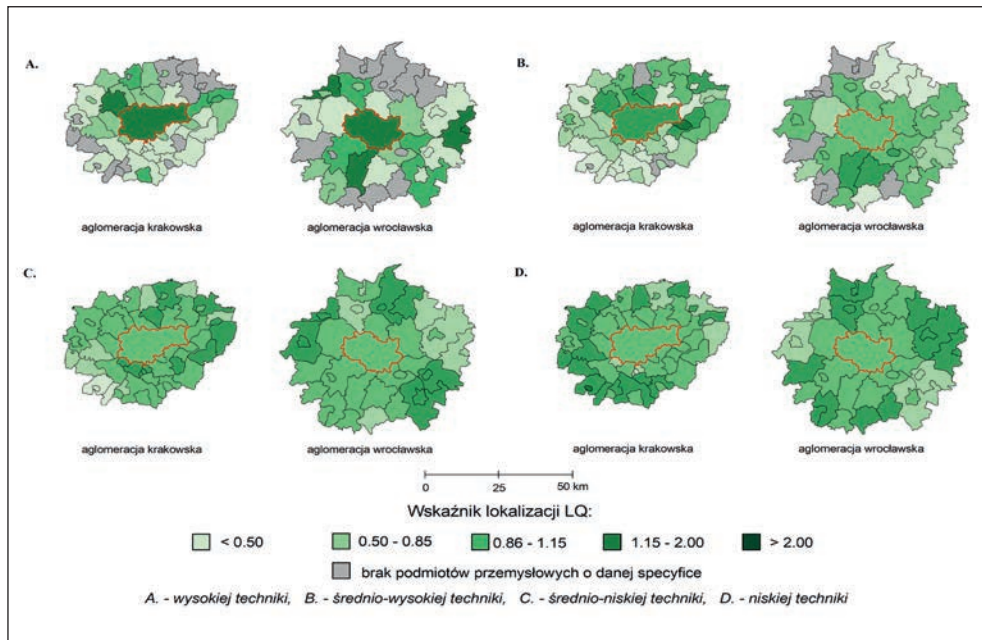 A.
B.
aglomeracja krakowska
aglomeracja wrocławska
aglomeracja krakowska
aglomeracja wrocławska
C.
D.
aglomeracja krakowska
aglomeracja wrocławska
aglomeracja krakowska
aglomeracja wrocławska
0 25 50 km
Wskaźnik lokalizacji LQ:
< 0.50 0.50 - 0.85 0.86 - 1.15 1.15 - 2.00 > 2.00
brak podmiotów przemysłowych o danej specyfice
A. - wysokiej techniki, B. - średnio-wysokiej techniki, C. - średnio-niskiej techniki, D. - niskiej techniki